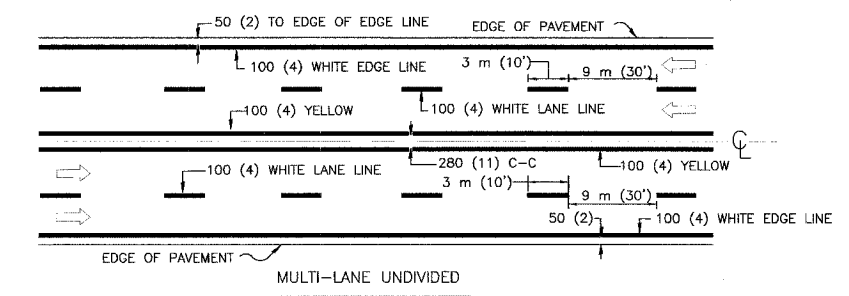 50 (2) TO EDGE OF EDGE LINE
EDGE OF PAVEMENT
100 (4) WHITE EDGE LINE
3 m (10')
9 m (30')
100 (4) YELLOW
100 (4) WHITE LANE LINE
100 (4) WHITE LANE LINE
280 (11) C-C
100 (4) YELLOW
3 m (10')
9 m (30')
50 (2)
100 (4) WHITE EDGE LINE
EDGE OF PAVEMENT
MULTI-LANE UNDIVIDED